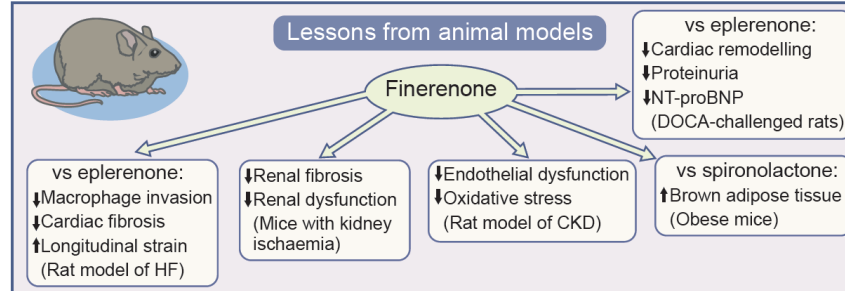 Lessons from animal models
Finerenone
vs eplerenone:
↓Cardiac remodelling
↓Proteinuria
↓NT-proBNP
(DOCA-challenged rats)
vs eplerenone:
↓Macrophage invasion
↓Cardiac fibrosis
↑Longitudinal strain
(Rat model of HF)
↓Renal fibrosis
↓Renal dysfunction
(Mice with kidney
ischaemia)
↓Endothelial dysfunction
↓Oxidative stress
(Rat model of CKD)
vs spironolactone:
↑Brown adipose tissue
(Obese mice)